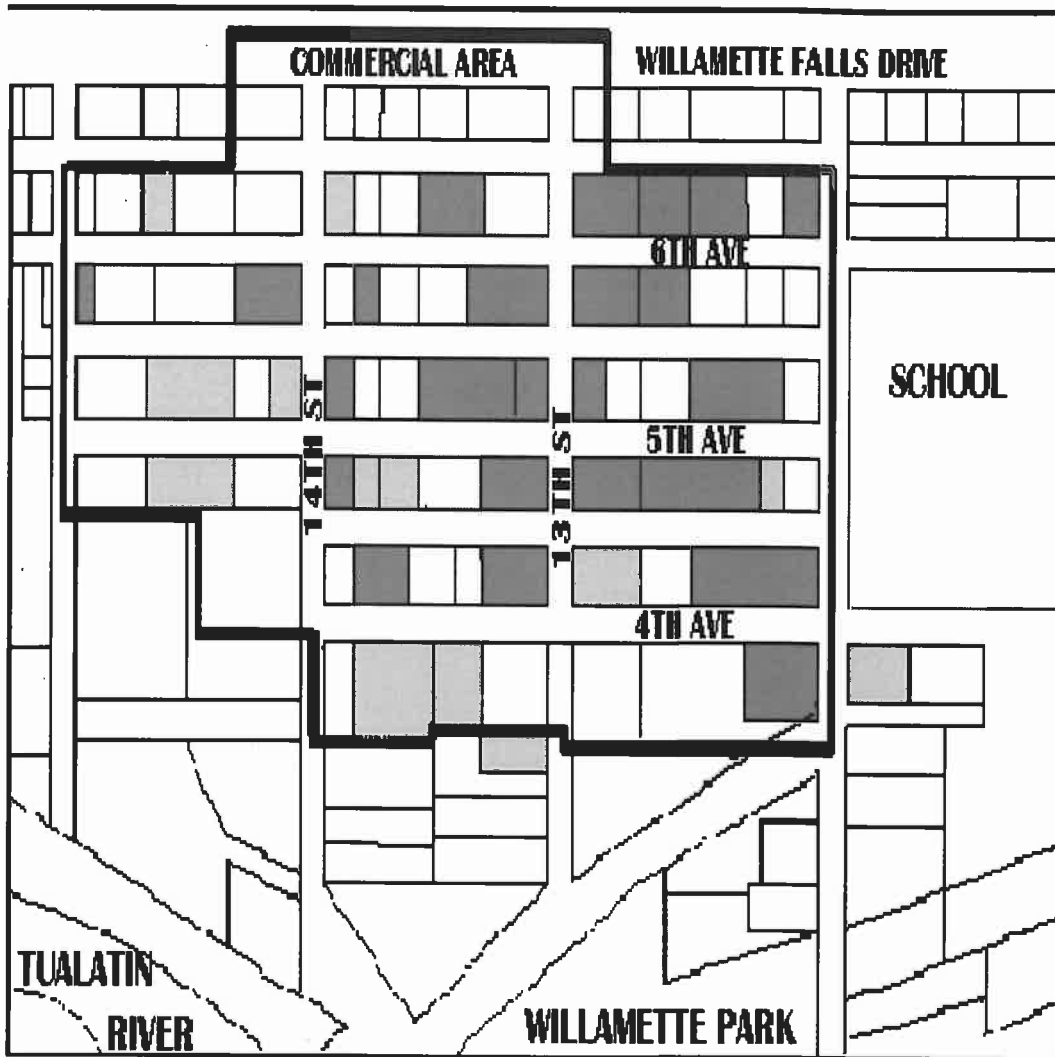 COMMERCIAL AREA
WILLAMETTE FALLS DRIVE
6TH AVE
SCHOOL
14TH ST
13TH ST
5TH AVE
4TH AVE
TUALATIN
RIVER
WILLAMETTE PARK